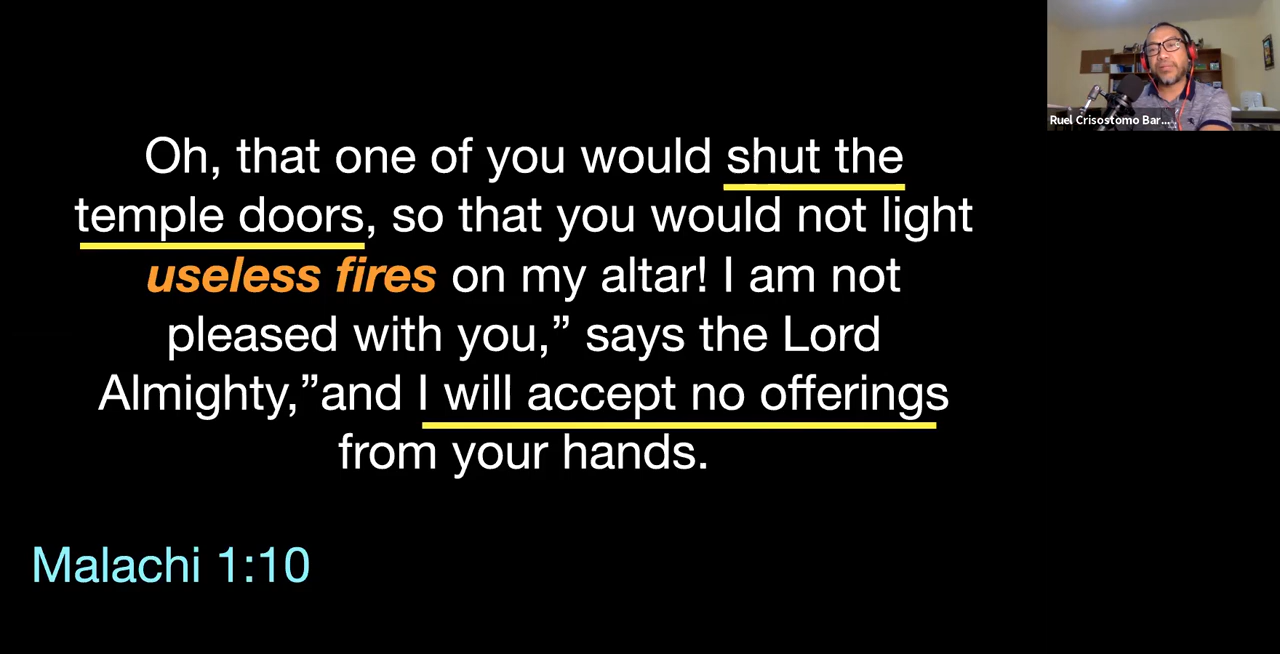 Oh, that one of you would shut the
temple doors, so that you would not light
useless fires on my altar! I am not
pleased with you,” says the Lord
Almighty,”and I will accept no offerings
from your hands.
Malachi 1:10
Ruel Crisostomo Bar...